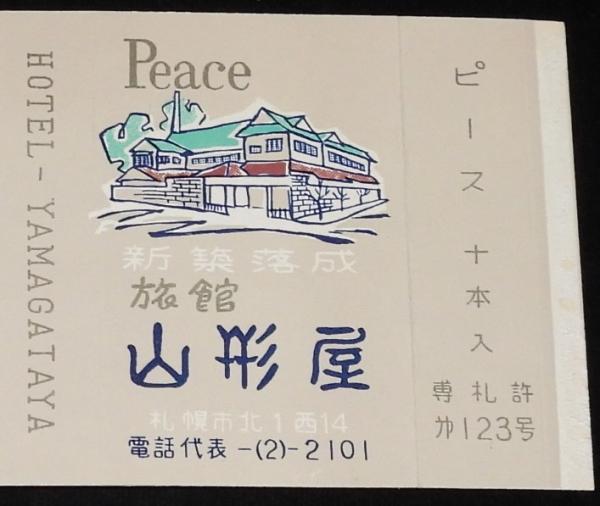 HOTEL-YAMAGATAYA
Peace
新築落成
旅館
山形屋
札幌市北1西14
電話代表-(2)-2101
ピース 十本入
専札許
才123号